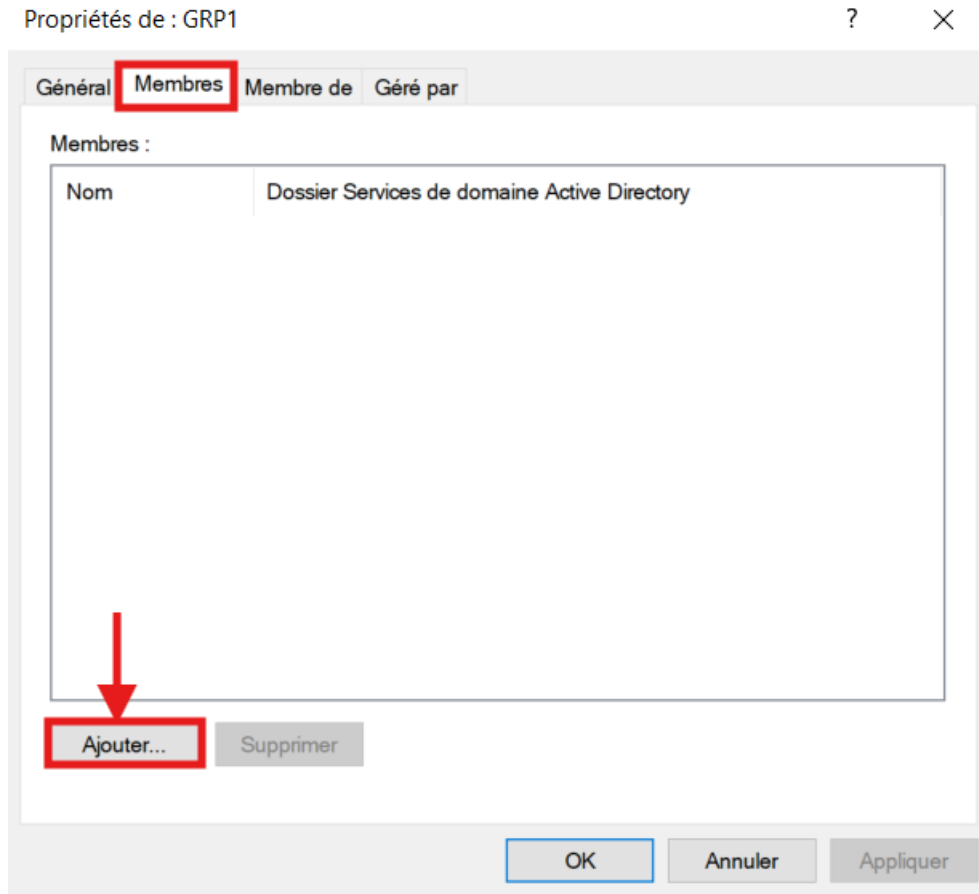 Propriétés de : GRP1 ? ×
Général Membres Membre de Géré par
Membres :
Nom Dossier Services de domaine Active Directory
Ajouter... Supprimer
OK Annuler Appliquer